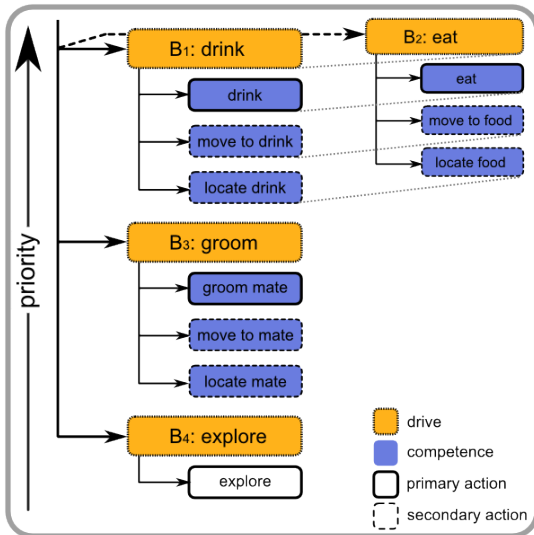 B₁: drink
drink
move to drink
locate drink
B₂: eat
eat
move to food
locate food
B₃: groom
groom mate
move to mate
locate mate
B₄: explore
explore
priority
drive
competence
primary action
secondary action